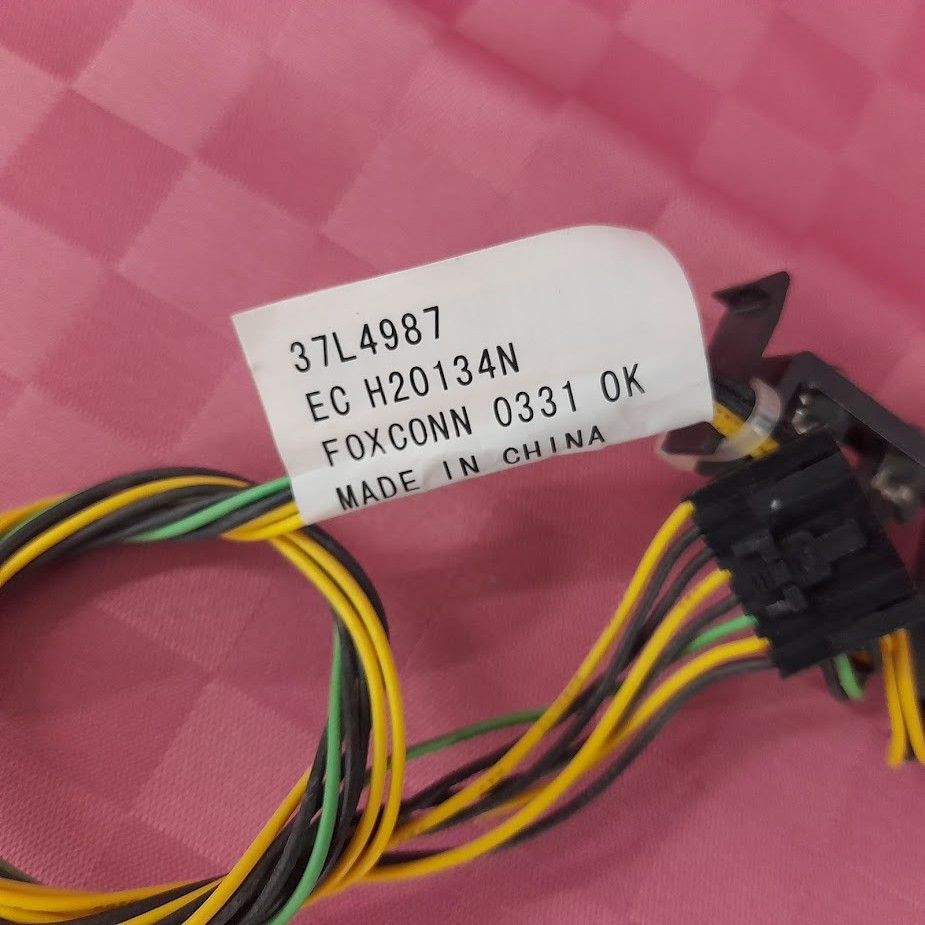 37L4987
EC H20134N
FOXCONN 0331 OK
MADE IN CHINA